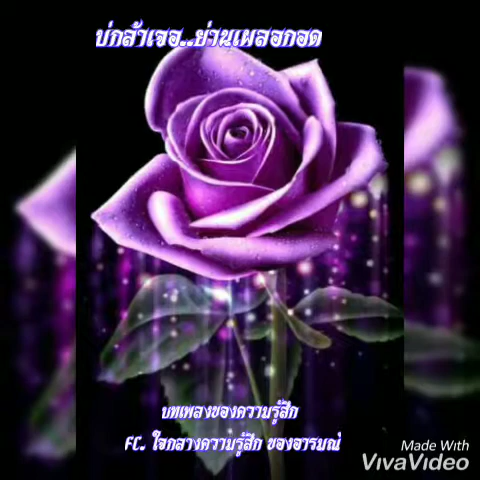 บ่กล้าเจอ..ย่านเผลอกอด
บทเพลงของความรู้สึก
FC. ใจกลางความรู้สึก ของอารมณ์
Made With
VivaVideo